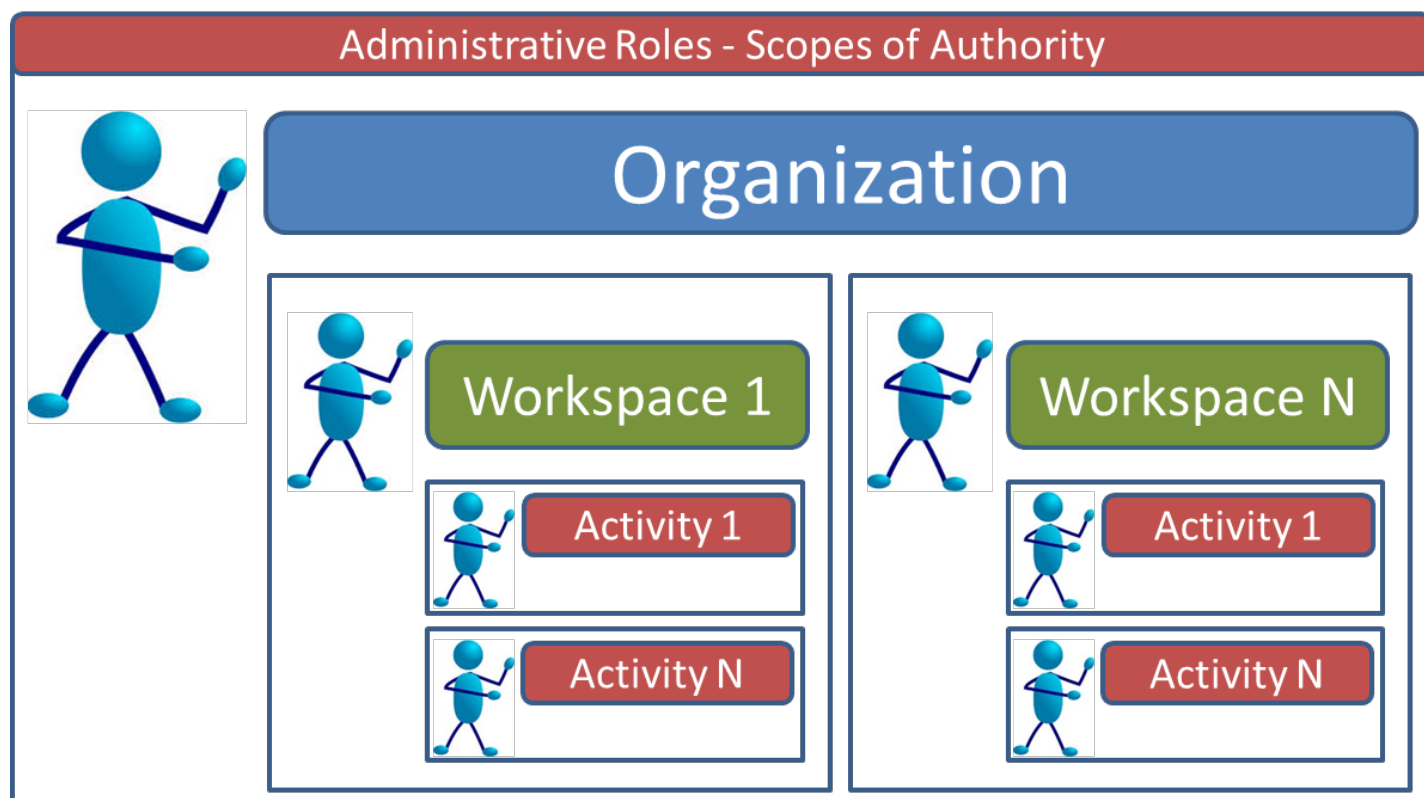 Administrative Roles - Scopes of Authority
Organization
Workspace 1
Activity 1
Activity N
Workspace N
Activity 1
Activity N